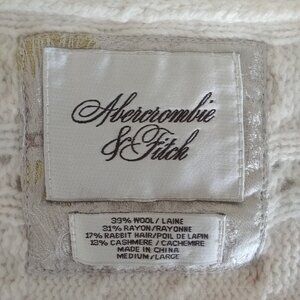 Abercrombie
& Fitch
39% WOOL/LAINE
31% RAYON/RAYONNE
17% RABBIT HAIR/POIL DE LAPIN
13% CASHMERE/CACHEMIRE
MADE IN CHINA
MEDIUM/LARGE